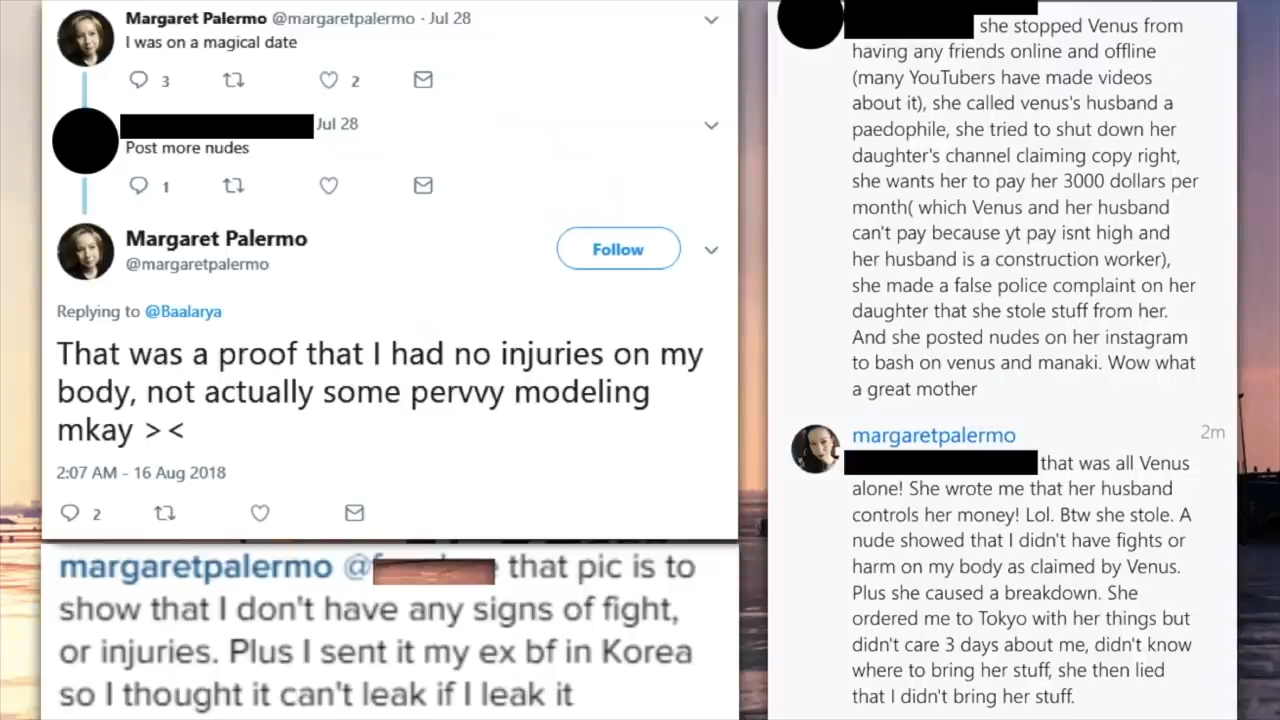 Margaret Palermo @margaretpalermo · Jul 28
I was on a magical date
3 2
Jul 28
Post more nudes
1
Margaret Palermo
@margaretpalermo
Follow
Replying to @Baalarya
That was a proof that I had no injuries on my
body, not actually some pervvy modeling
mkay ><
2:07 AM - 16 Aug 2018
2
margaretpalermo @ that pic is to
show that I don't have any signs of fight,
or injuries. Plus I sent it my ex bf in Korea
so I thought it can't leak if I leak it
she stopped Venus from
having any friends online and offline
(many YouTubers have made videos
about it), she called venus's husband a
paedophile, she tried to shut down her
daughter's channel claiming copy right,
she wants her to pay her 3000 dollars per
month( which Venus and her husband
can't pay because yt pay isnt high and
her husband is a construction worker),
she made a false police complaint on her
daughter that she stole stuff from her.
And she posted nudes on her instagram
to bash on venus and manaki. Wow what
a great mother
margaretpalermo 2m
that was all Venus
alone! She wrote me that her husband
controls her money! Lol. Btw she stole. A
nude showed that I didn't have fights or
harm on my body as claimed by Venus.
Plus she caused a breakdown. She
ordered me to Tokyo with her things but
didn't care 3 days about me, didn't know
where to bring her stuff, she then lied
that I didn't bring her stuff.